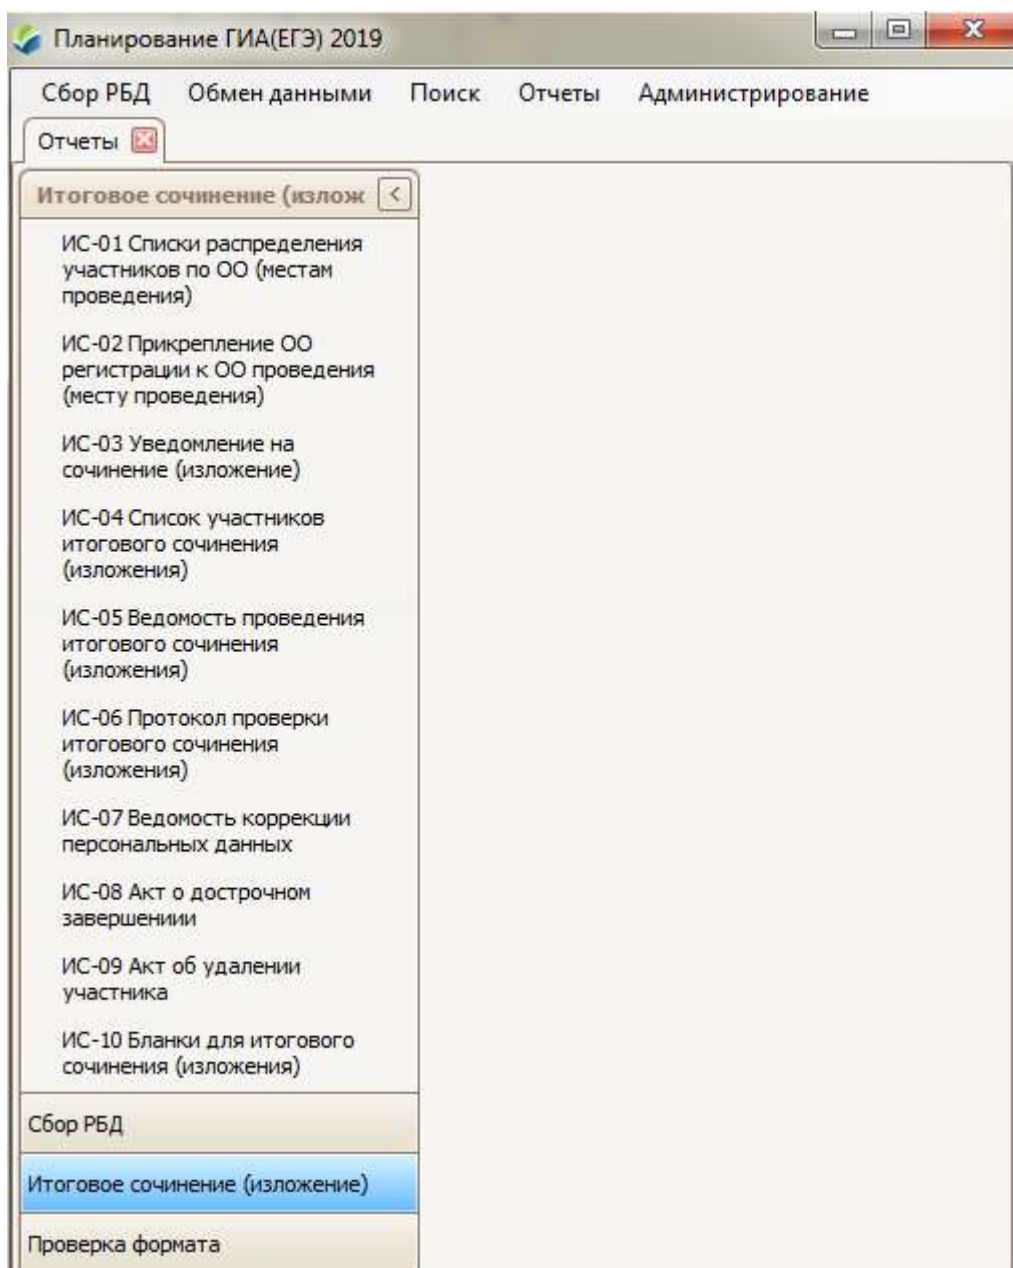 Планирование ГИА(ЕГЭ) 2019
Сбор РБД Обмен данными Поиск Отчеты Администрирование
Отчеты
Итоговое сочинение (излож
ИС-01 Списки распределения
участников по ОО (местам
проведения)
ИС-02 Прикрепление ОО
регистрации к ОО проведения
(месту проведения)
ИС-03 Уведомление на
сочинение (изложение)
ИС-04 Список участников
итогового сочинения
(изложения)
ИС-05 Ведомость проведения
итогового сочинения
(изложения)
ИС-06 Протокол проверки
итогового сочинения
(изложения)
ИС-07 Ведомость коррекции
персональных данных
ИС-08 Акт о дострочном
завершениии
ИС-09 Акт об удалении
участника
ИС-10 Бланки для итогового
сочинения (изложения)
Сбор РБД
Итоговое сочинение (изложение)
Проверка формата